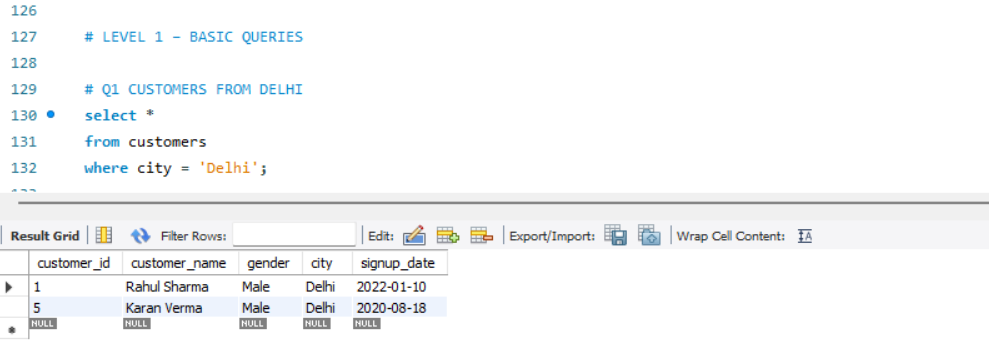 126
127 # LEVEL 1 – BASIC QUERIES
128
129 # Q1 CUSTOMERS FROM DELHI
130 select *
131 from customers
132 where city = 'Delhi';
Result Grid Filter Rows: Edit: Export/Import: Wrap Cell Content: IA
customer_id customer_name gender city signup_date
1 Rahul Sharma Male Delhi 2022-01-10
5 Karan Verma Male Delhi 2020-08-18
NULL NULL NULL NULL NULL